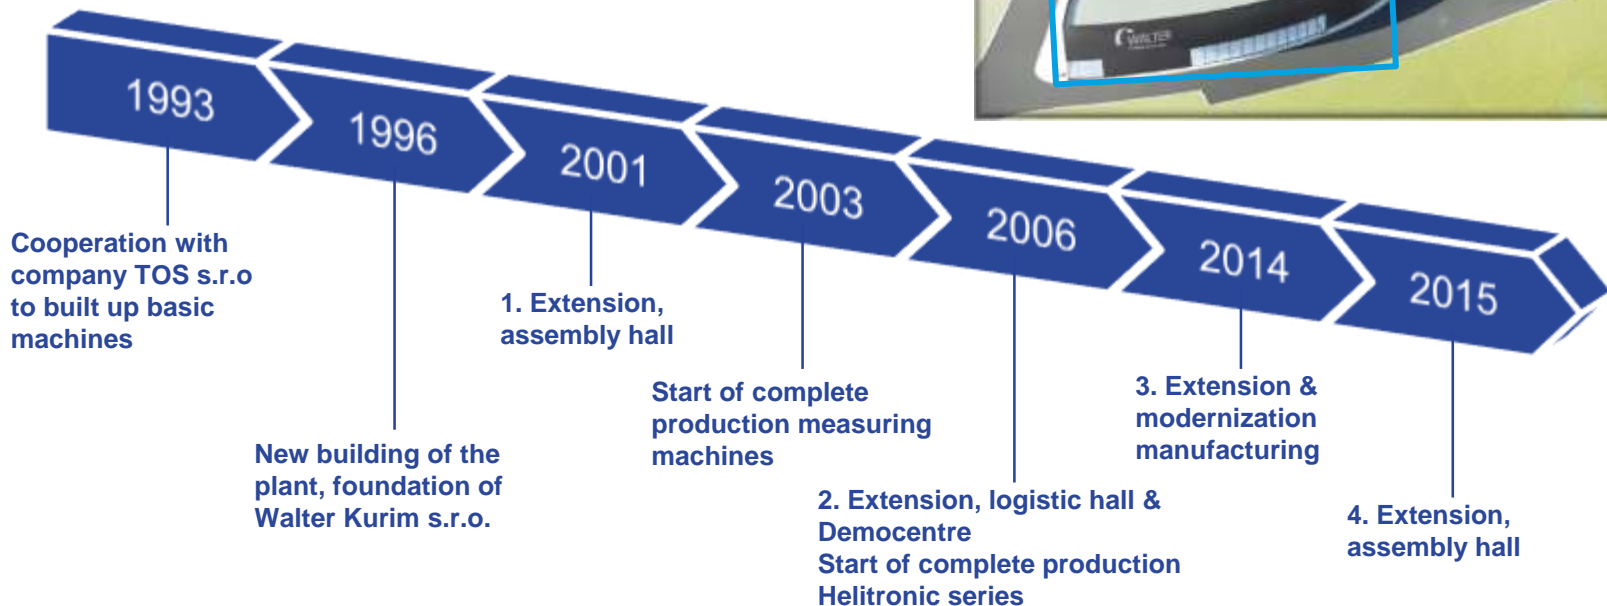 WALTER
1993
1996
2001
2003
2006
2014
2015
Cooperation with
company TOS s.r.o
to built up basic
machines
New building of the
plant, foundation of
Walter Kurim s.r.o.
1. Extension,
assembly hall
Start of complete
production measuring
machines
2. Extension, logistic hall &
Democentre
Start of complete production
Helitronic series
3. Extension &
modernization
manufacturing
4. Extension,
assembly hall